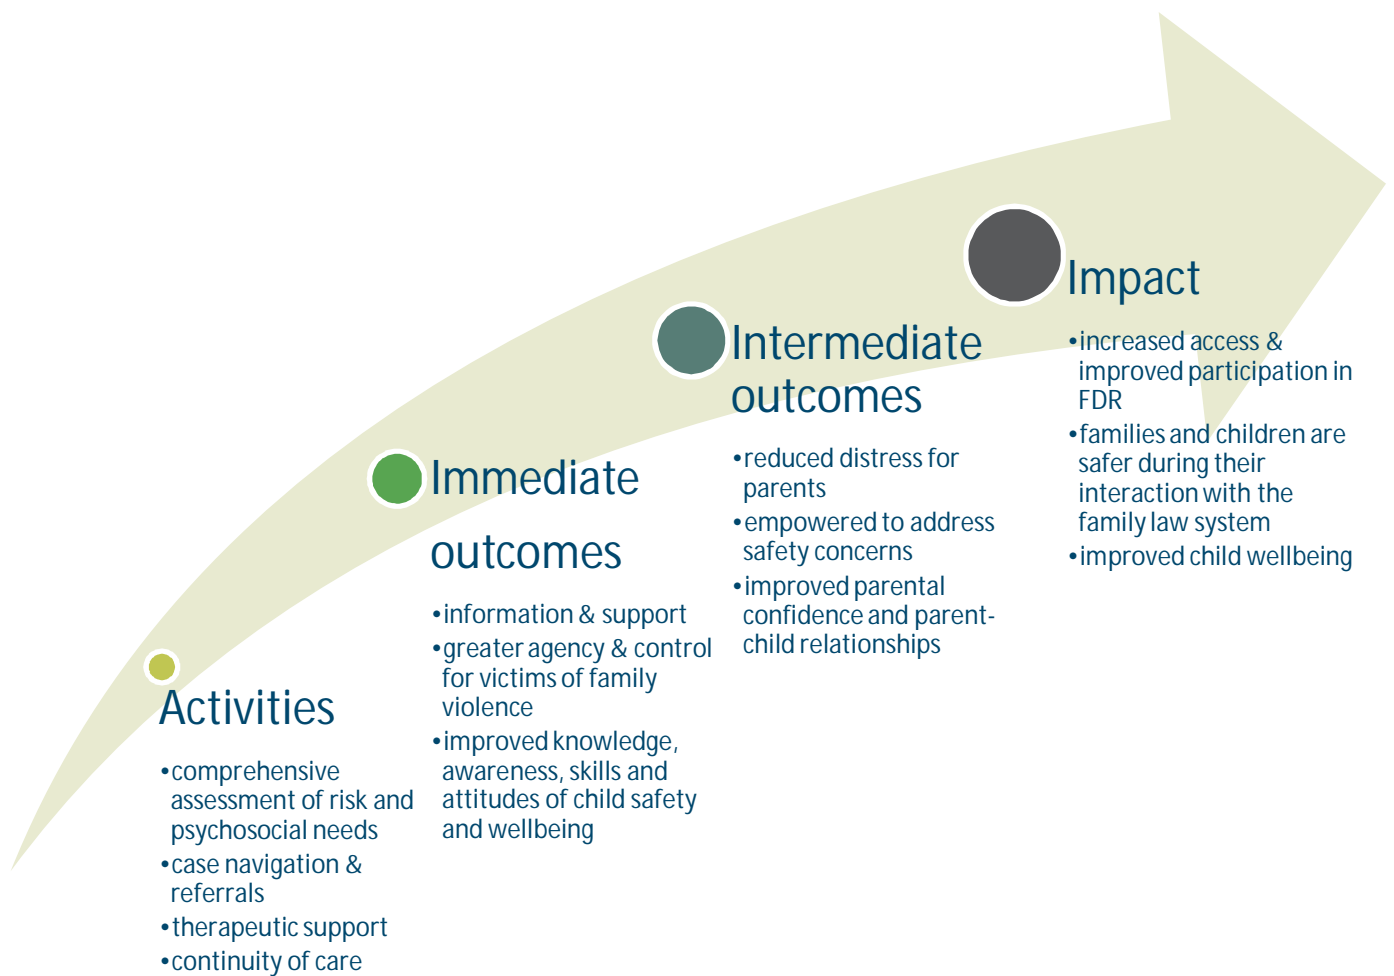 Activities
•comprehensive
assessment of risk and
psychosocial needs
•case navigation &
referrals
•therapeutic support
•continuity of care
Immediate
outcomes
•information & support
•greater agency & control
for victims of family
violence
•improved knowledge,
awareness, skills and
attitudes of child safety
and wellbeing
Intermediate
outcomes
•reduced distress for
parents
•empowered to address
safety concerns
•improved parental
confidence and parent-
child relationships
Impact
•increased access &
improved participation in
FDR
•families and children are
safer during their
interaction with the
family law system
•improved child wellbeing